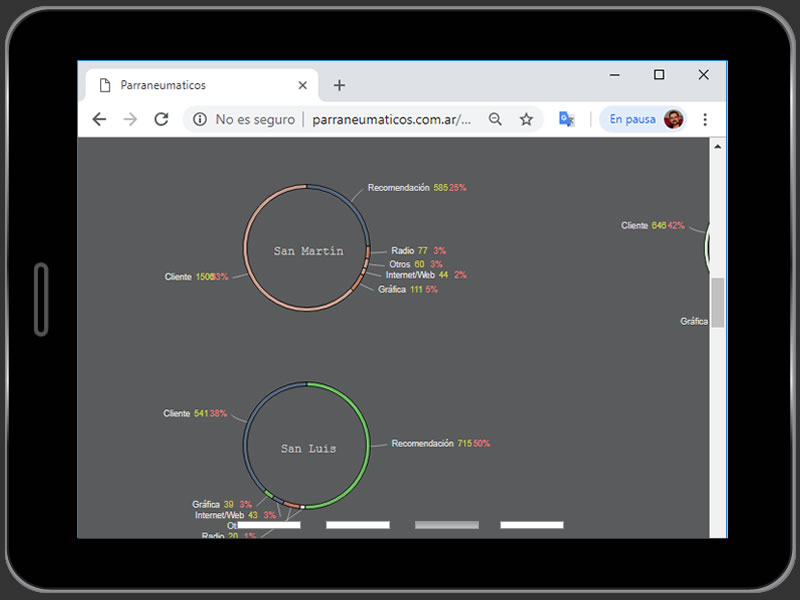 Parraneumaticos
No es seguro
parraneumaticos.com.ar/...
En pausa
Recomendación 585 25%
San Martín
Radio 77 3%
Otros 60 3%
Internet/Web 44 2%
Gráfica 111 5%
Cliente 63%
Cliente 646 42%
Gráfica
Cliente 541 38%
San Luis
Recomendación 715 50%
Gráfica 39 3%
Internet/Web 43 3%
Ot
Radio 20 1%